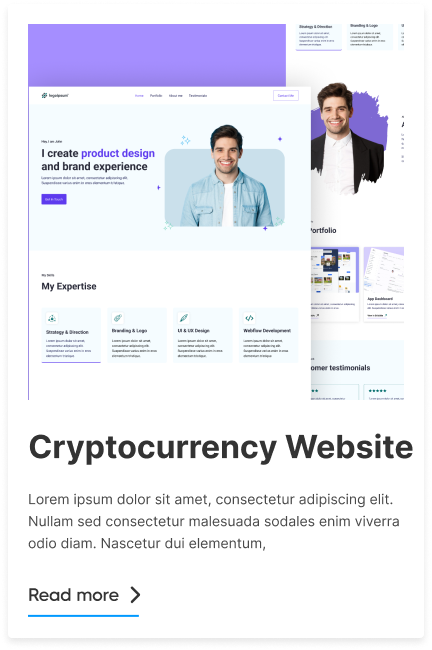 Strategy & Direction
Branding & Logo
logoipsum
Home
Portfolio
About me
Testimonials
Hey, I am John
I create product design
and brand experience
Lorem ipsum dolor sit amet, consectetur adipiscing elit.
Suspendisse varius enim in eros elementum tristique.
Get In Touch
Portfolio
My Skills
My Expertise
App Dashboard
Strategy & Direction
Lorem ipsum dolor sit amet,
consectetur adipiscing elit.
Suspendisse varius enim in eros
elementum tristique.
Branding & Logo
Lorem ipsum dolor sit amet,
consectetur adipiscing elit.
Suspendisse varius enim in eros
elementum tristique.
UI & UX Design
Lorem ipsum dolor sit amet,
consectetur adipiscing elit.
Suspendisse varius enim in eros
elementum tristique.
Webflow Development
Lorem ipsum dolor sit amet,
consectetur adipiscing elit.
Suspendisse varius enim in eros
elementum tristique.
omer testimonials
Cryptocurrency Website
Lorem ipsum dolor sit amet, consectetur adipiscing elit.
Nullam sed consectetur malesuada sodales enim viverra
odio diam. Nascetur dui elementum,
Read more